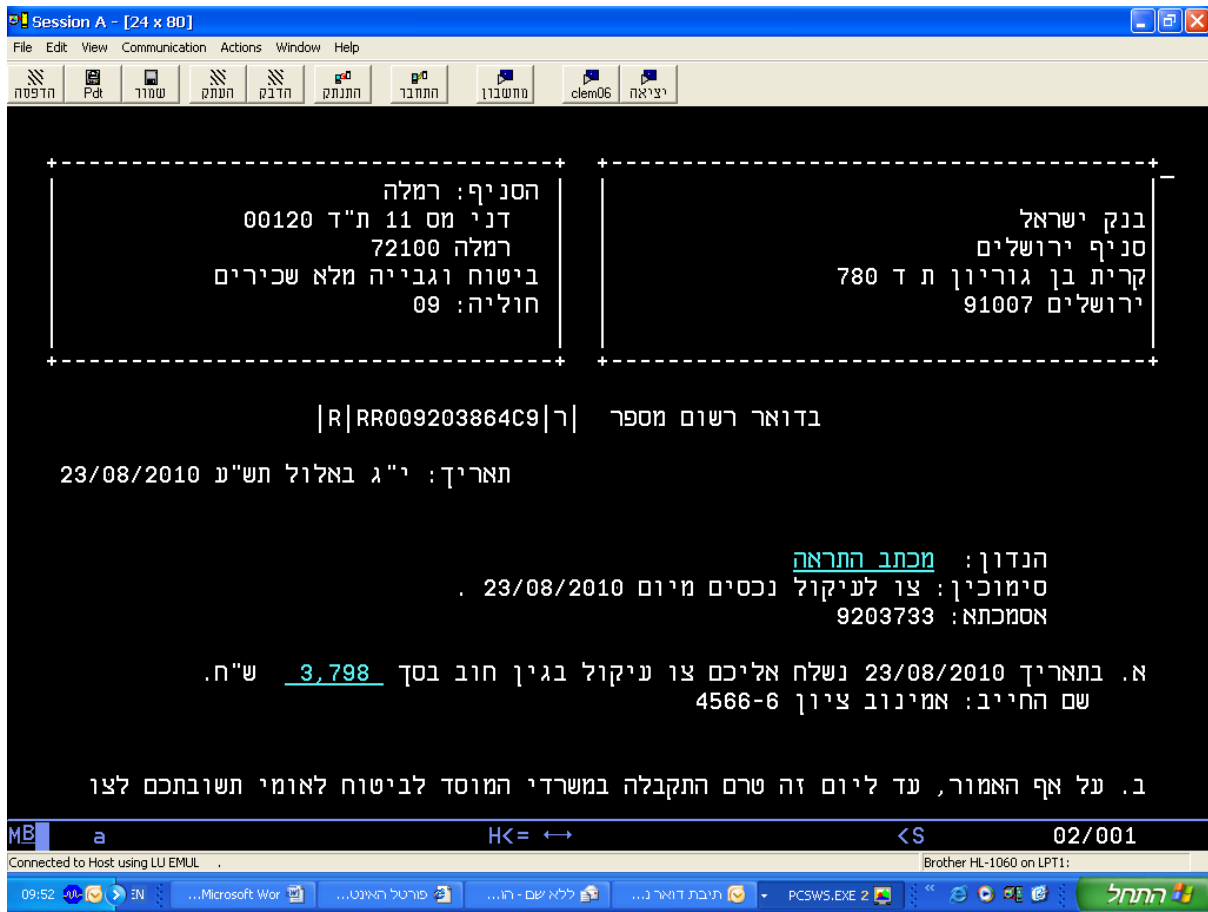 Session A - [24 x 80]
File Edit View Communication Actions Window Help
הדפסה Pdt שמור העתק הדבק התנתק התחבר מחשבון clem06 יציאה
בנק ישראל
סניף ירושלים
קרית בן גוריון ת ד 780
ירושלים 91007
הסניף: רמלה
דני מס 11 ת"ד 00120
רמלה 72100
ביטוח וגבייה מלא שכירים
חוליה: 09
בדואר רשום מספר |ר|R|RR009203864C9|
תאריך: י"ג באלול תש"ע 23/08/2010
הנדון: מכתב התראה
סימוכין: צו לעיקול נכסים מיום 23/08/2010 .
אסמכתא: 9203733
א. בתאריך 23/08/2010 נשלח אליכם צו עיקול בגין חוב בסך 3,798 ש"ח.
שם החייב: אמינוב ציון 4566-6
ב. על אף האמור, עד ליום זה טרם התקבלה במשרדי המוסד לביטוח לאומי תשובתכם לצו
MB a H<= ←→ <S 02/001
Connected to Host using LU EMUL . Brother HL-1060 on LPT1:
התחל PCSWS.EXE 2 תיבת דואר נ... ללא שם - הו... פורטל האינט... Microsoft Wor... EN 09:52